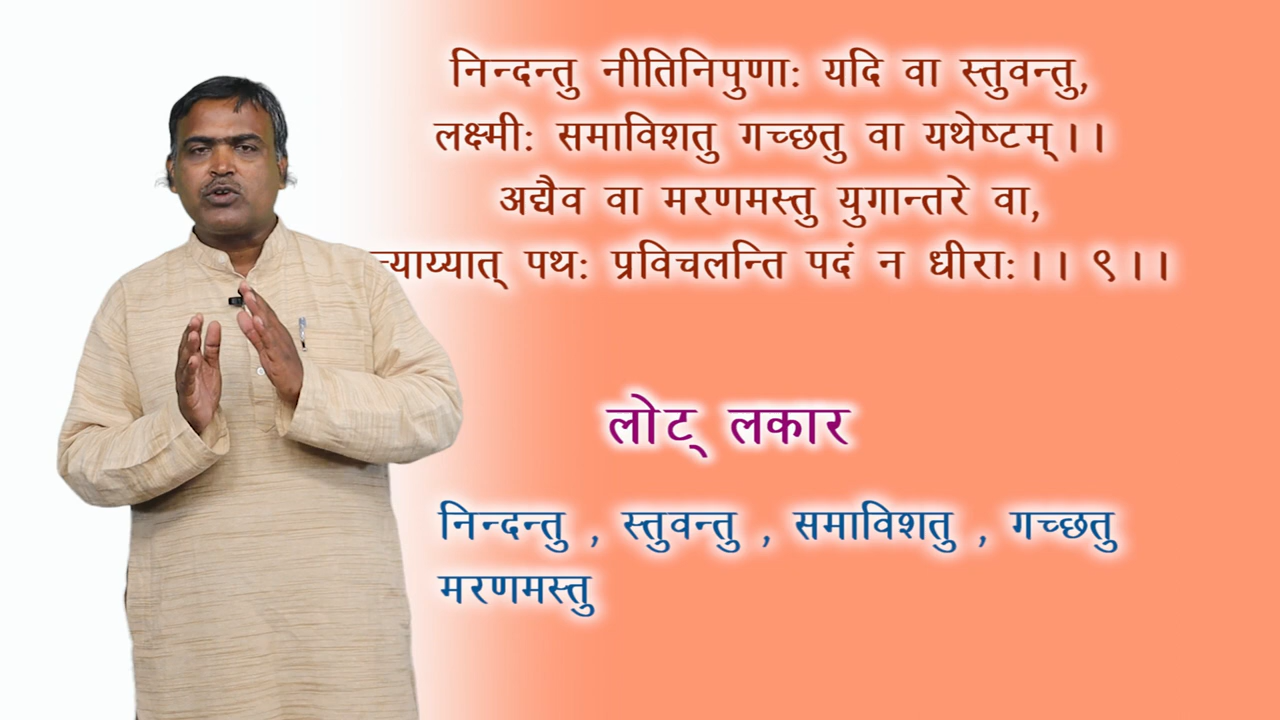 निन्दन्तु नीतिनिपुणाः यदि वा स्तुवन्तु,
लक्ष्मीः समाविशतु गच्छतु वा यथेष्टम् ।।
अद्यैव वा मरणमस्तु युगान्तरे वा,
न्याय्यात् पथः प्रविचलन्ति पदं न धीराः ।। ९ ।।
लोट् लकार
निन्दन्तु , स्तुवन्तु , समाविशतु , गच्छतु
मरणमस्तु